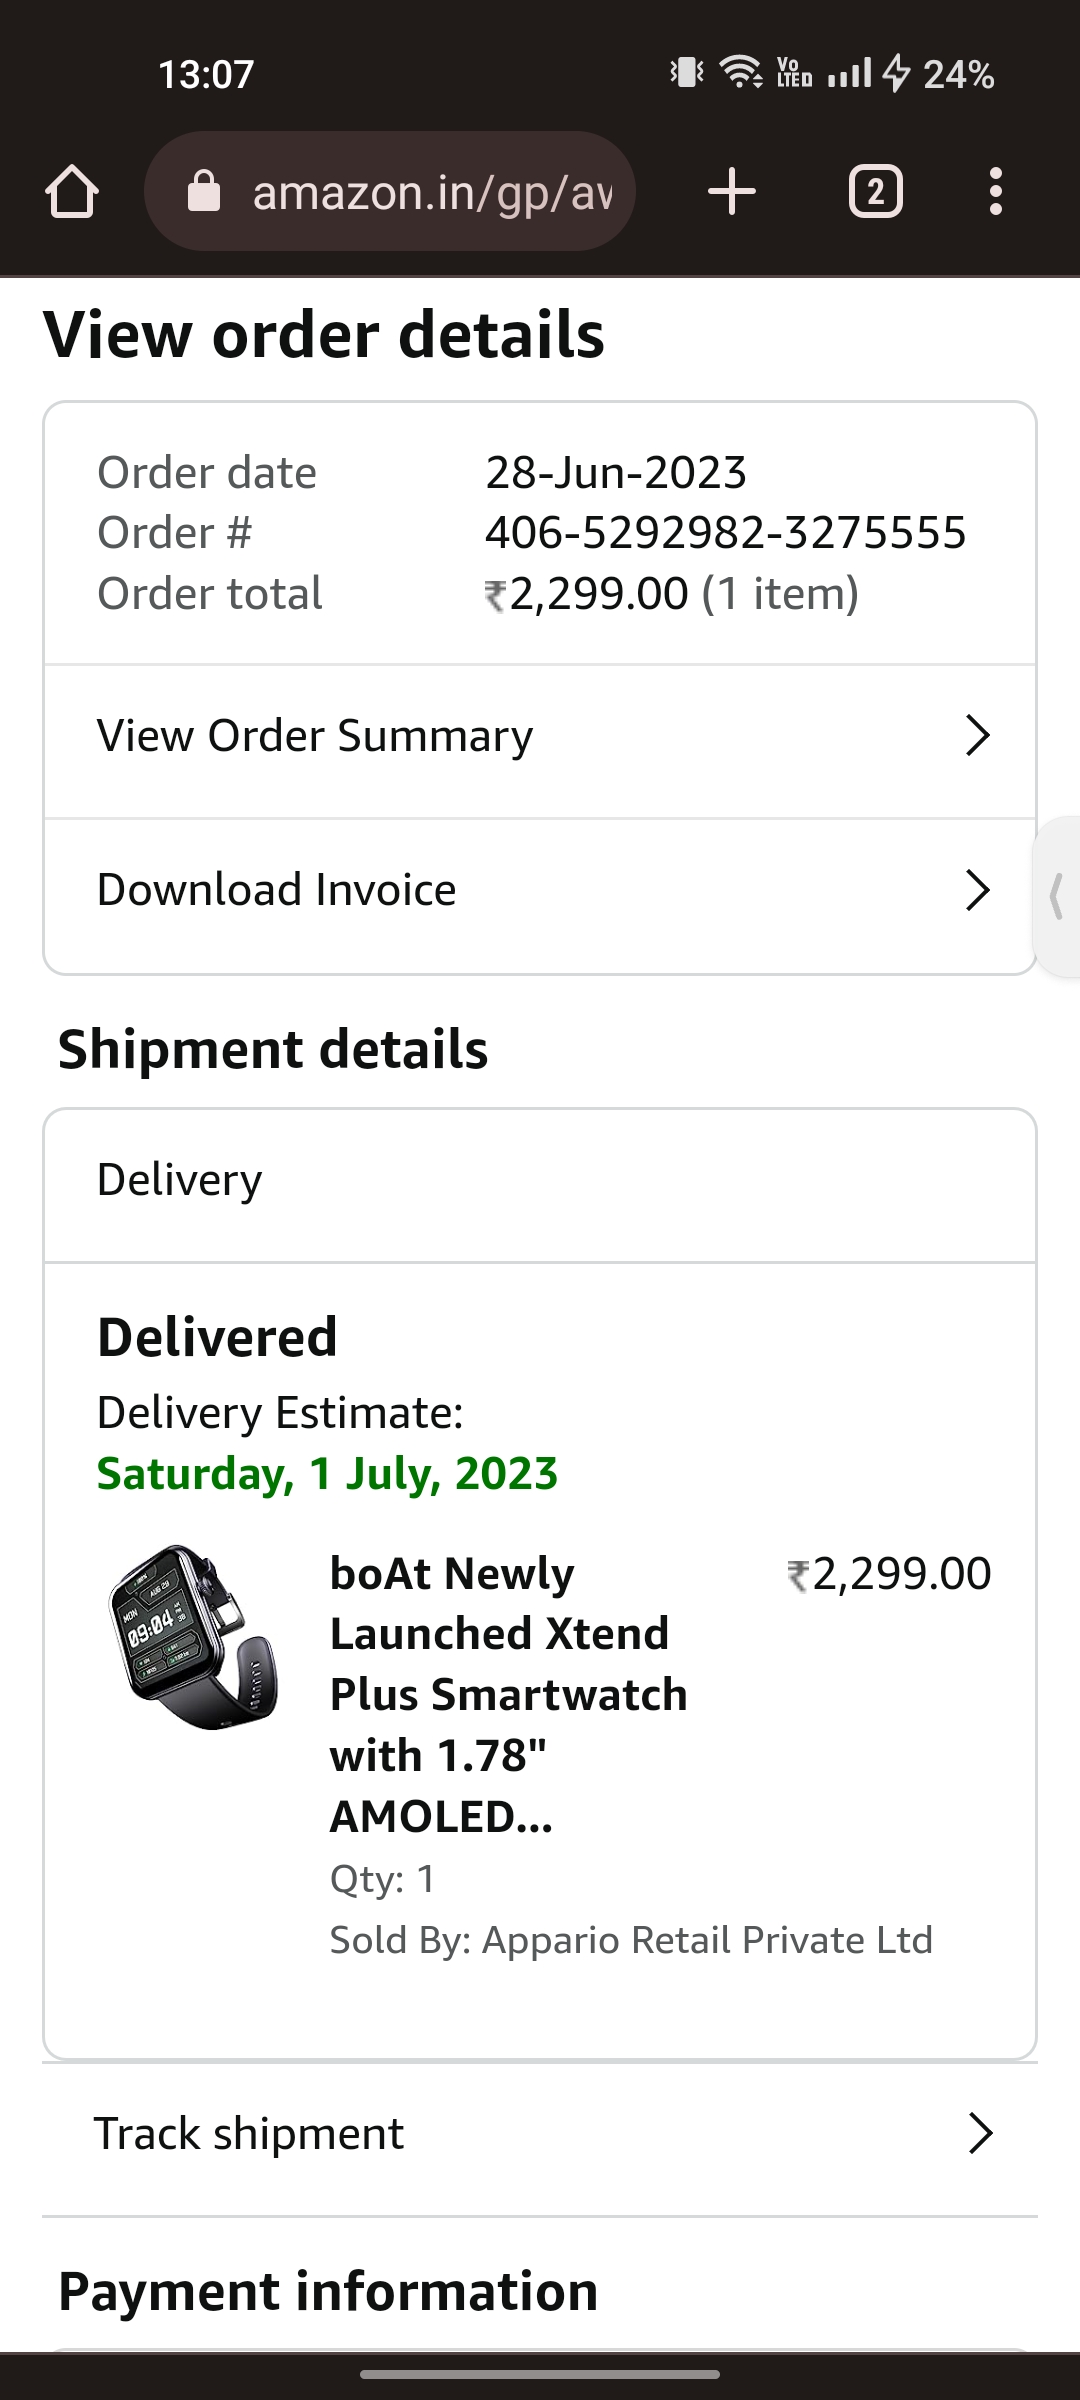 13:07
Vo
LTED
24%
amazon.in/gp/av
2
View order details
Order date 28-Jun-2023
Order # 406-5292982-3275555
Order total ₹2,299.00 (1 item)
View Order Summary
Download Invoice
Shipment details
Delivery
Delivered
Delivery Estimate:
Saturday, 1 July, 2023
boAt Newly ₹2,299.00
Launched Xtend
Plus Smartwatch
with 1.78"
AMOLED...
Qty: 1
Sold By: Appario Retail Private Ltd
AUG 29
MON
09:04
Track shipment
Payment information